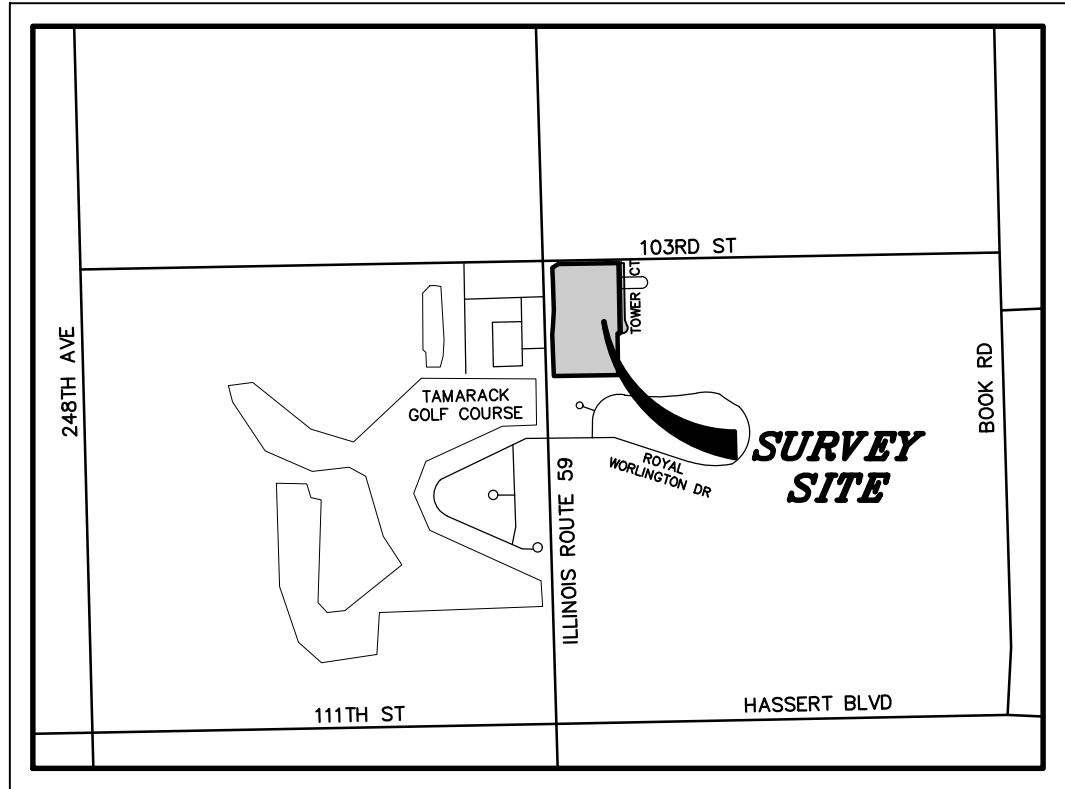 103RD ST
TOWER CT
248TH AVE
BOOK RD
TAMARACK
GOLF COURSE
SURVEY
SITE
ROYAL
WORLINGTON DR
ILLINOIS ROUTE 59
111TH ST
HASSERT BLVD